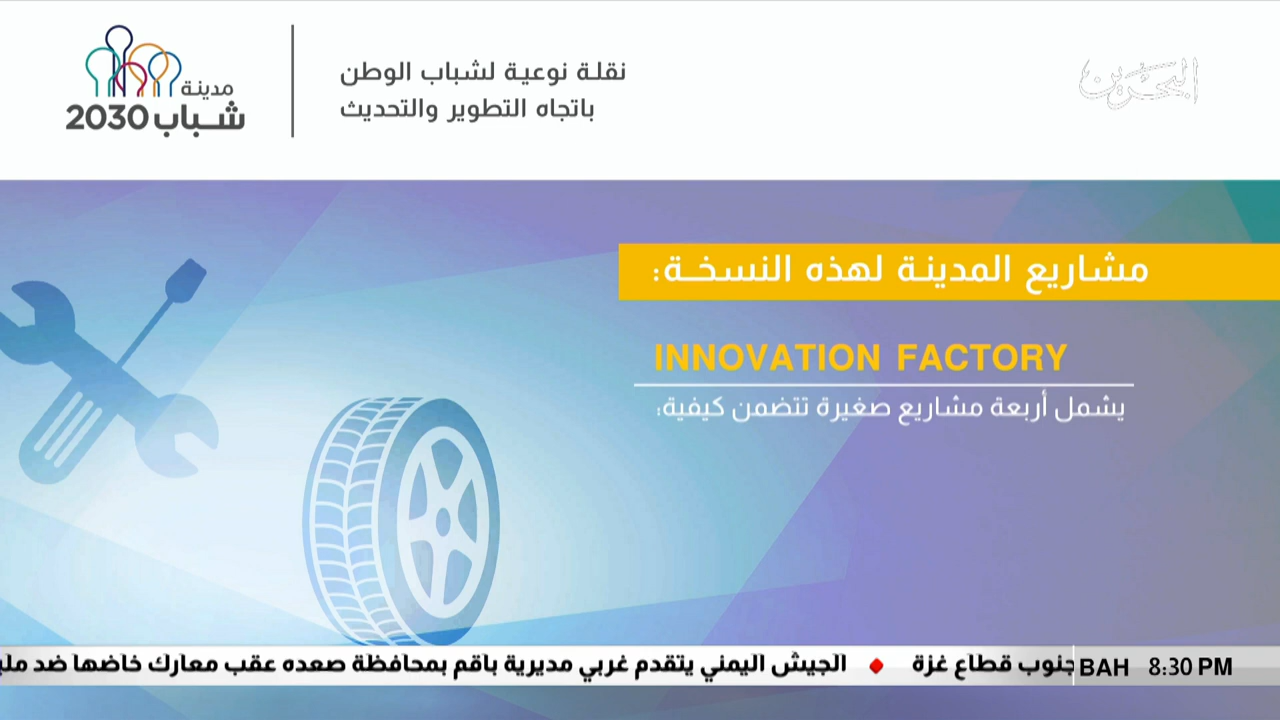 البحرين
نقلة نوعية لشباب الوطن
باتجاه التطوير والتحديث
مدينة
شباب 2030
مشاريع المدينة لهذه النسخة:
INNOVATION FACTORY
يشمل أربعة مشاريع صغيرة تتضمن كيفية:
جنوب قطاع غزة ♦ الجيش اليمني يتقدم غربي مديرية باقم بمحافظة صعده عقب معارك خاضها ضد
BAH 8:30 PM